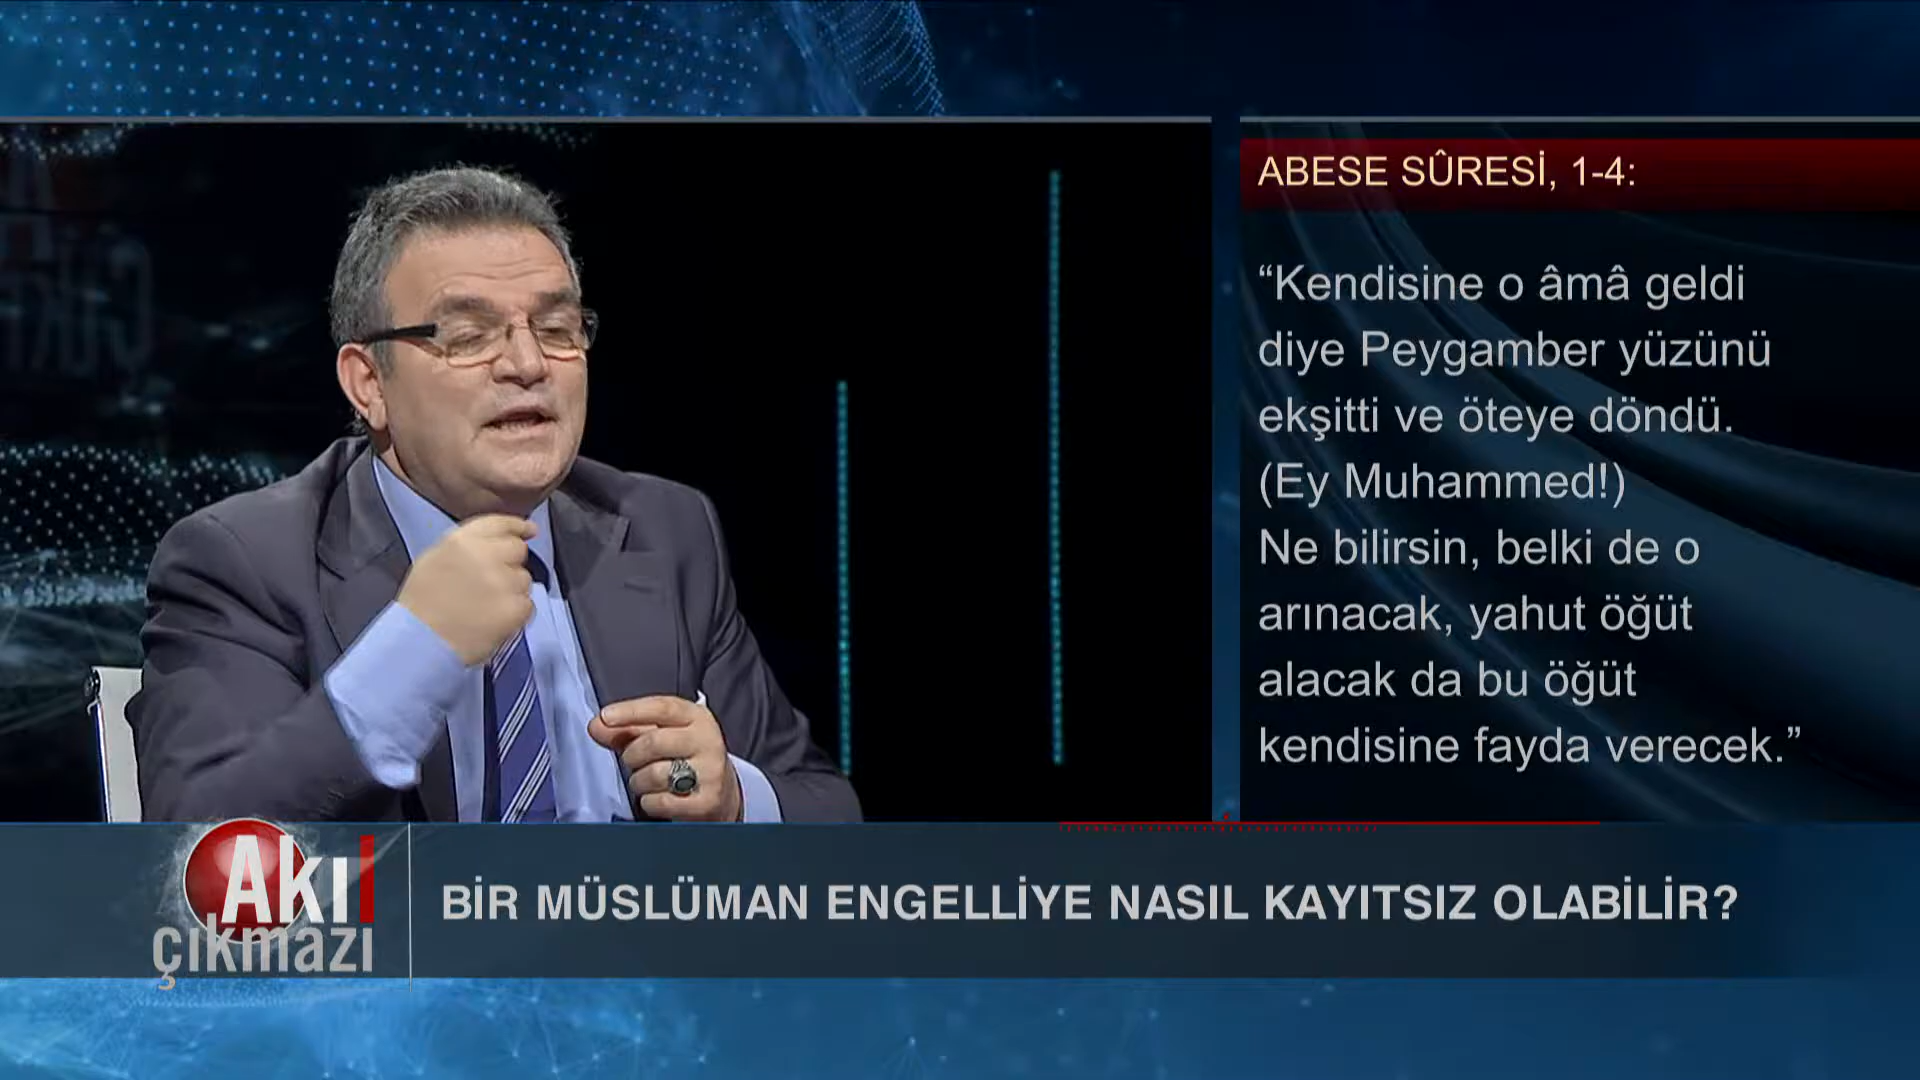 ABESE SÛRESİ, 1-4:
“Kendisine o âmâ geldi
diye Peygamber yüzünü
ekşitti ve öteye döndü.
(Ey Muhammed!)
Ne bilirsin, belki de o
arınacak, yahut öğüt
alacak da bu öğüt
kendisine fayda verecek.”
Akıl
çıkmazı
BİR MÜSLÜMAN ENGELLİYE NASIL KAYITSIZ OLABİLİR?